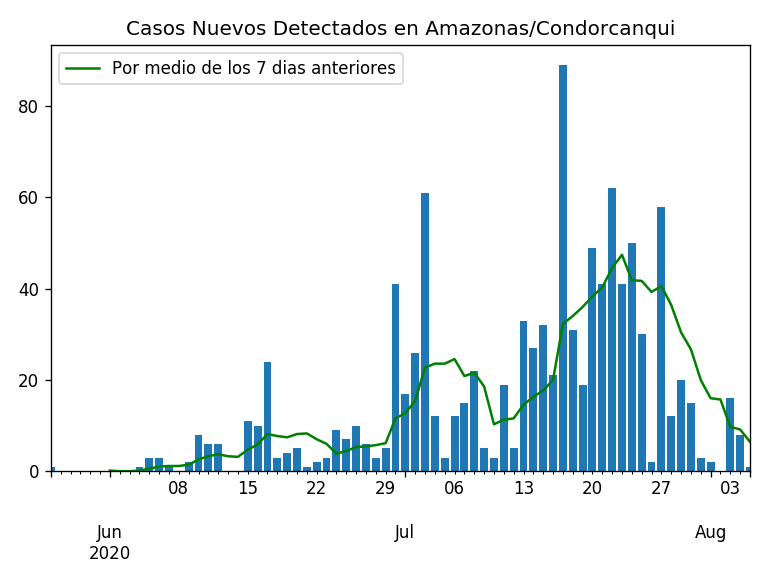 Casos Nuevos Detectados en Amazonas/Condorcanqui
Por medio de los 7 dias anteriores
80
60
40
20
0
08 15 22 29 06 13 20 27 03
Jun Jul Aug
2020